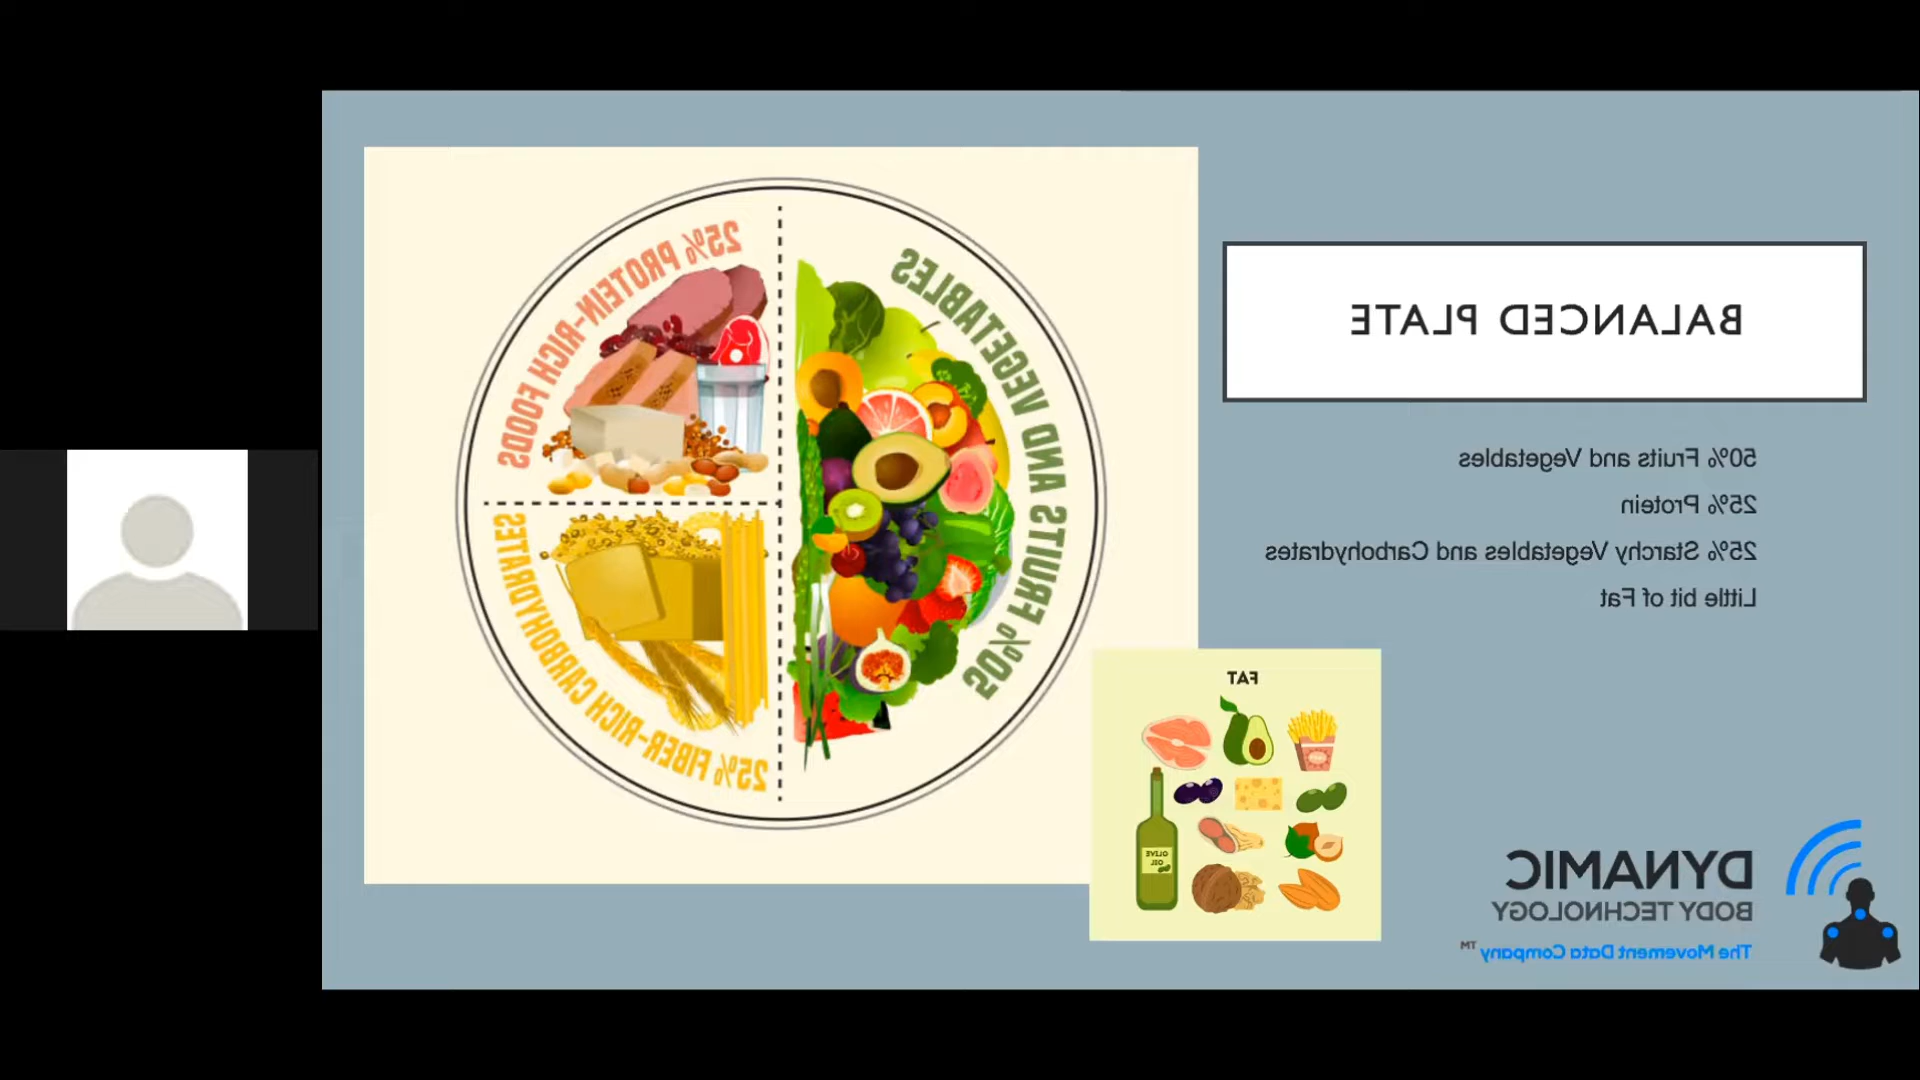 BALANCED PLATE
50% Fruits and Vegetables
25% Protein
25% Starchy Vegetables and Carbohydrates
Little bit of Fat
25% PROTEIN-RICH FOODS
50% FRUITS AND VEGETABLES
25% FIBER-RICH CARBOHYDRATES
FAT
OLIVE
OIL
DYNAMIC
BODY TECHNOLOGY
The Movement Data Company™